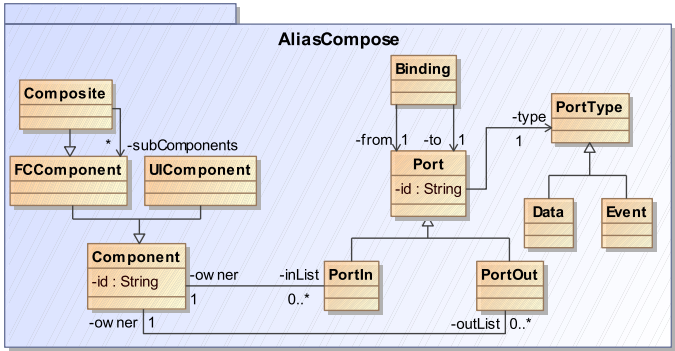 AliasCompose
Binding
Composite
PortType
-type
1
* -subComponents
-from 1 -to 1
FCComponent
UIComponent
Port
-id : String
Data
Event
Component
-id : String
-owner
1
-inList
0..*
PortIn
PortOut
-owner 1
-outList 0..*